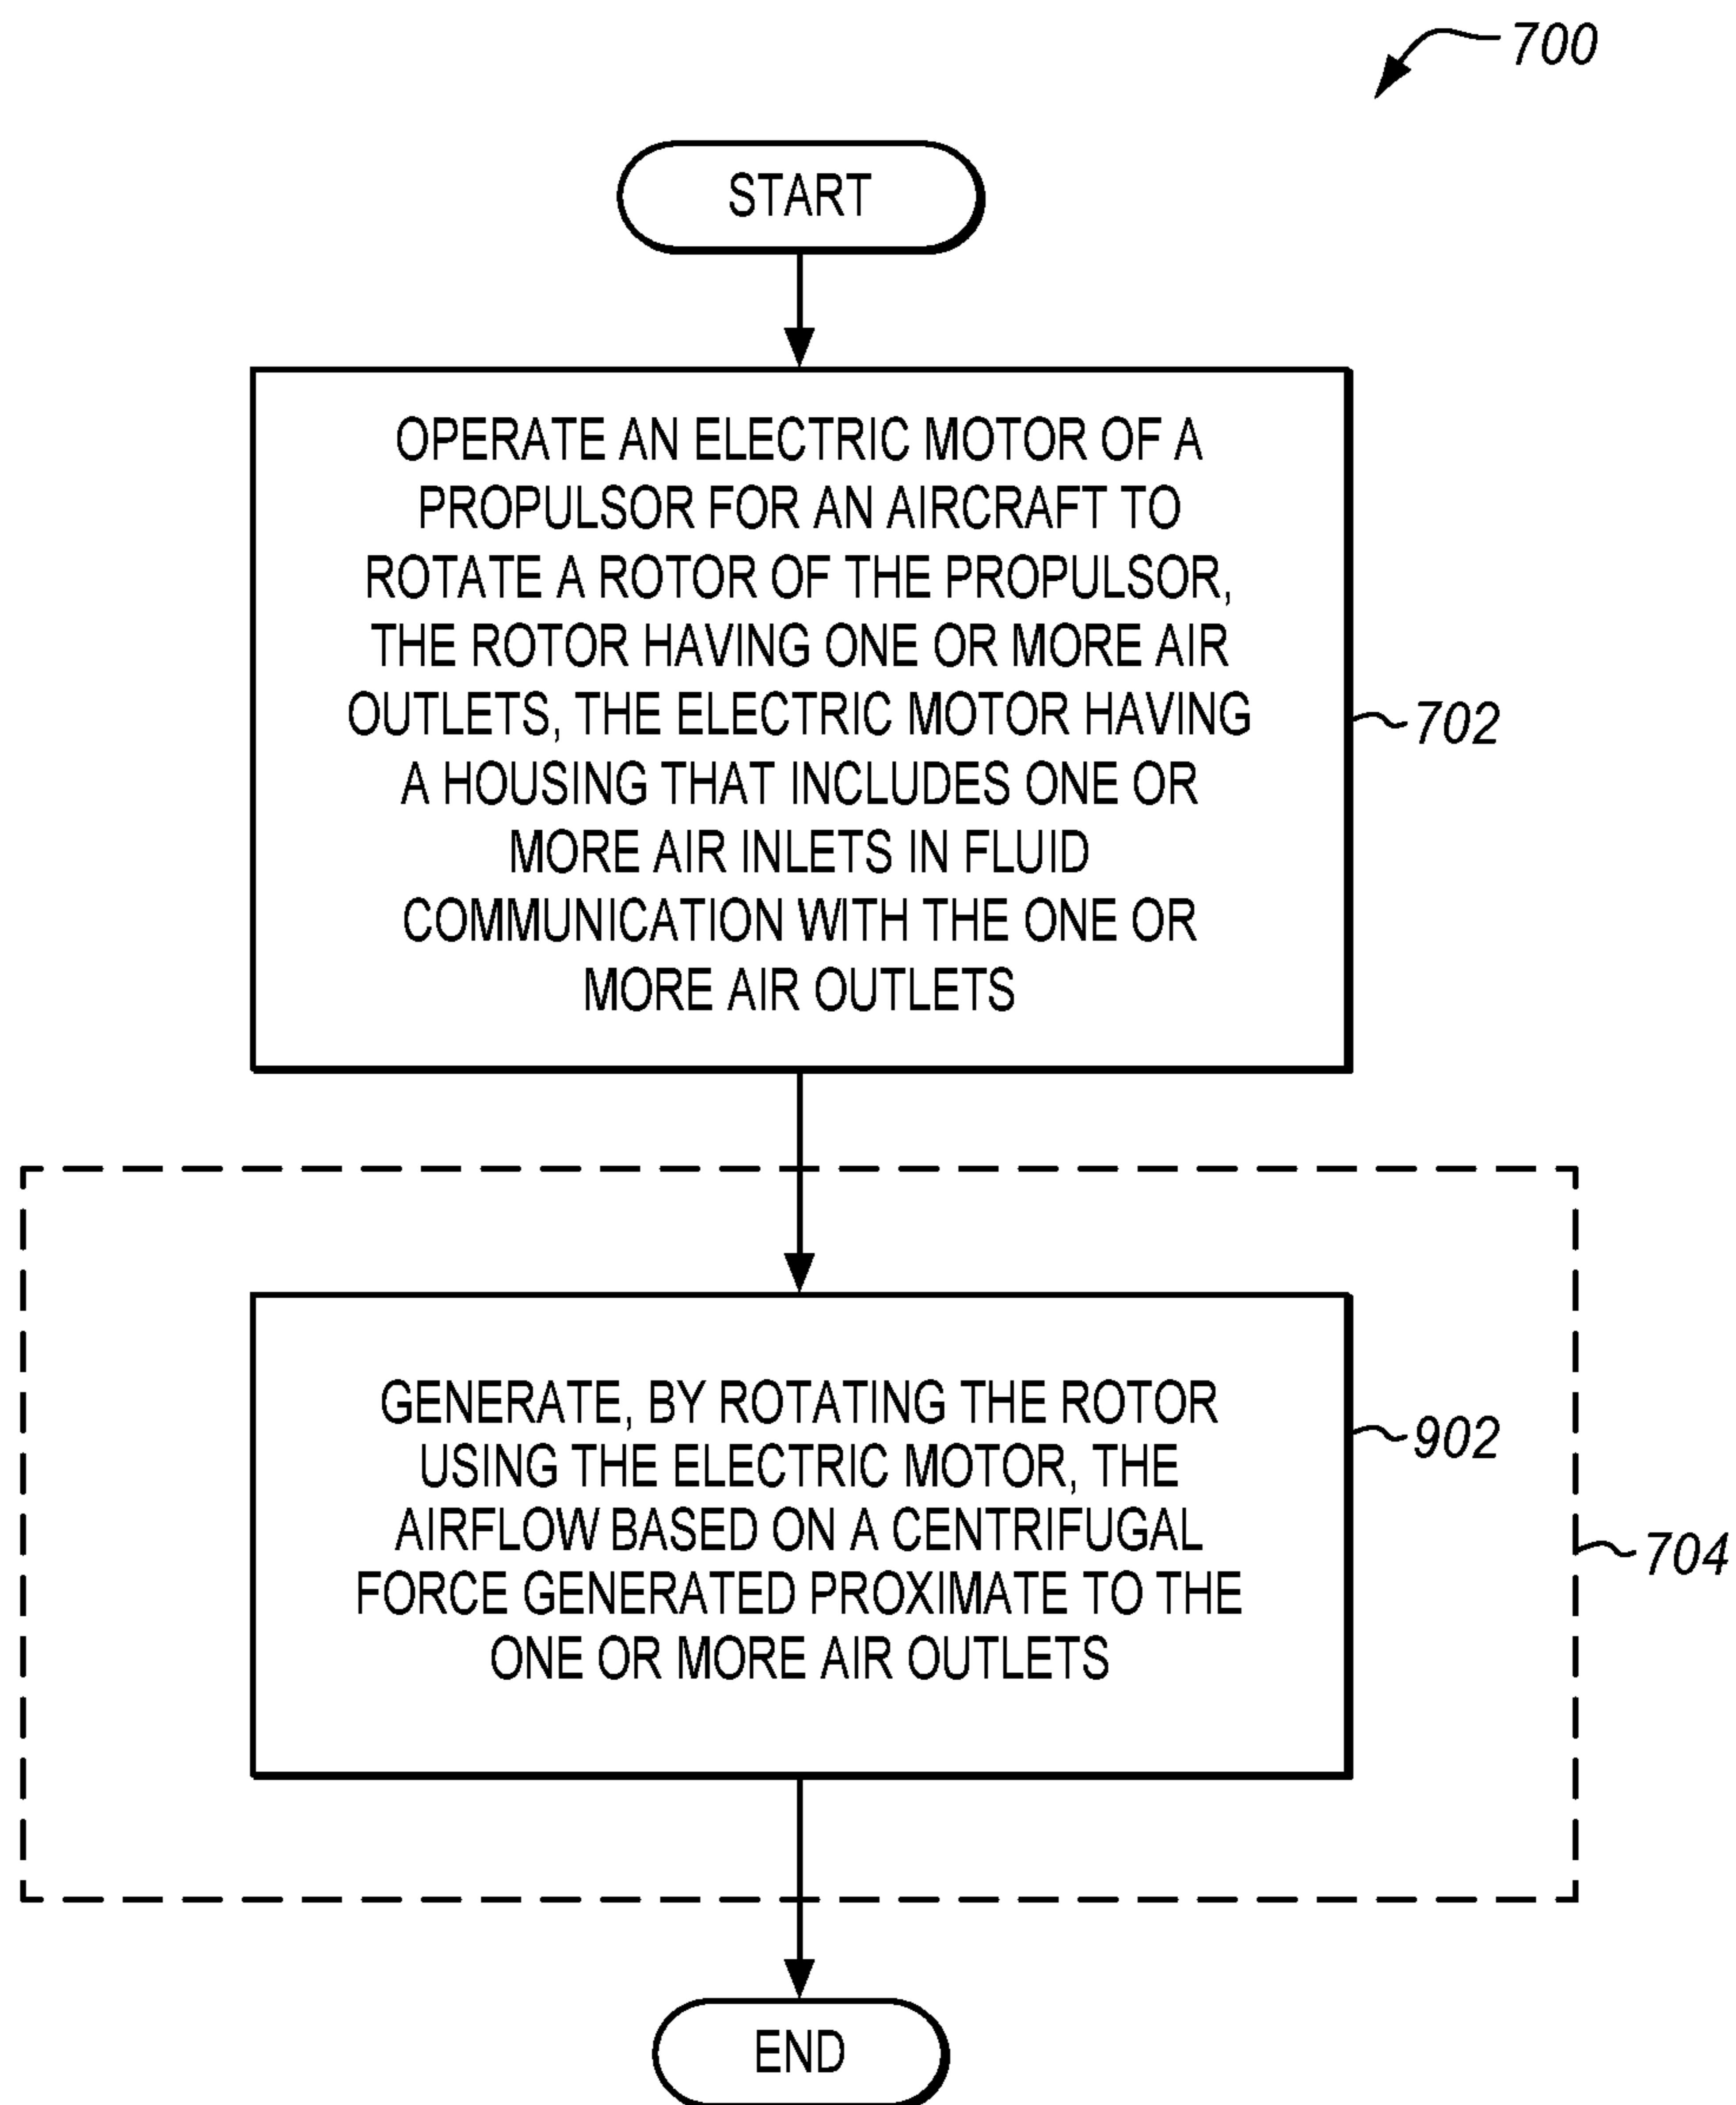 700
START
OPERATE AN ELECTRIC MOTOR OF A
PROPULSOR FOR AN AIRCRAFT TO
ROTATE A ROTOR OF THE PROPULSOR,
THE ROTOR HAVING ONE OR MORE AIR
OUTLETS, THE ELECTRIC MOTOR HAVING
A HOUSING THAT INCLUDES ONE OR
MORE AIR INLETS IN FLUID
COMMUNICATION WITH THE ONE OR
MORE AIR OUTLETS
702
GENERATE, BY ROTATING THE ROTOR
USING THE ELECTRIC MOTOR, THE
AIRFLOW BASED ON A CENTRIFUGAL
FORCE GENERATED PROXIMATE TO THE
ONE OR MORE AIR OUTLETS
902
704
END